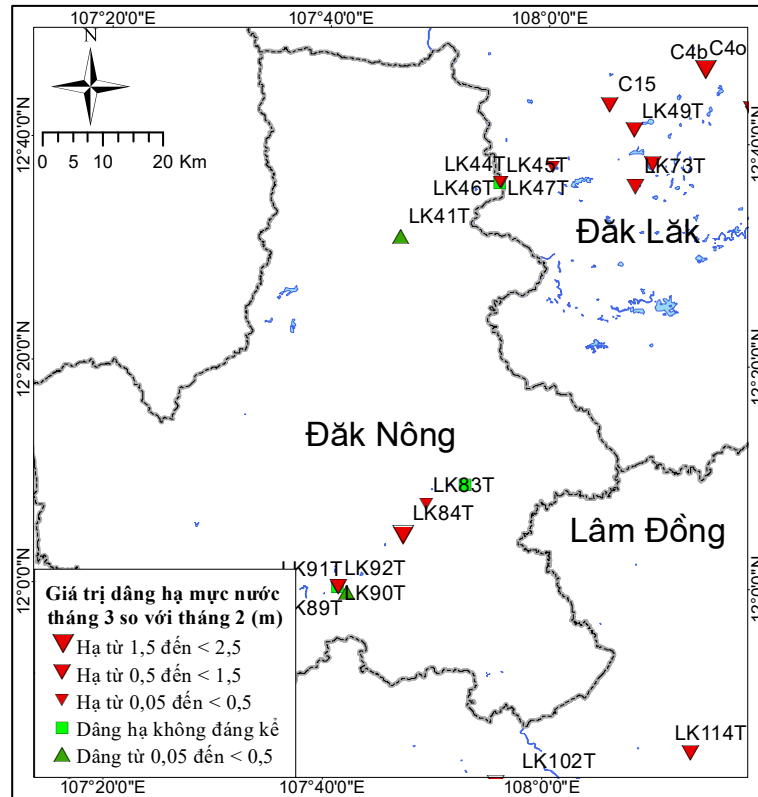 107°20'0"E 107°40'0"E 108°0'0"E
N
C4b C4o
C15
LK49T
12°40'0"N 12°40'0"N
0 5 10 20 Km
LK44T LK45T LK73T
LK46T LK47T
LK41T
Đăk Lăk
12°20'0"N 12°20'0"N
Đăk Nông
LK83T
LK84T
Lâm Đồng
LK91T LK92T
12°0'0"N 12°0'0"N
LK89T LK90T
Giá trị dâng hạ mực nước
tháng 3 so với tháng 2 (m)
Hạ từ 1,5 đến < 2,5
Hạ từ 0,5 đến < 1,5
Hạ từ 0,05 đến < 0,5
Dâng hạ không đáng kể
Dâng từ 0,05 đến < 0,5
LK114T
LK102T
107°20'0"E 107°40'0"E 108°0'0"E